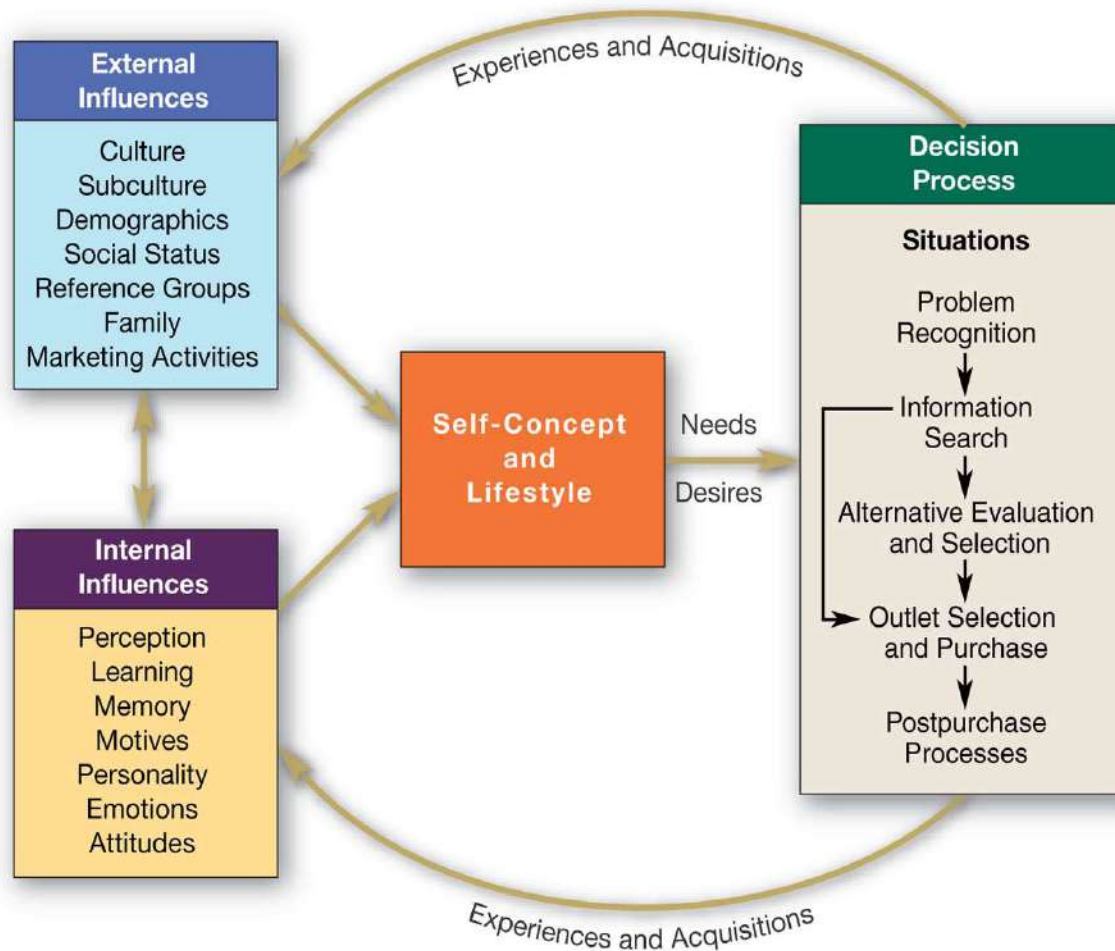 Experiences and Acquisitions
External
Influences
Culture
Subculture
Demographics
Social Status
Reference Groups
Family
Marketing Activities
Internal
Influences
Perception
Learning
Memory
Motives
Personality
Emotions
Attitudes
Self-Concept
and
Lifestyle
Needs
Desires
Decision
Process
Situations
Problem
Recognition
Information
Search
Alternative Evaluation
and Selection
Outlet Selection
and Purchase
Postpurchase
Processes
Experiences and Acquisitions